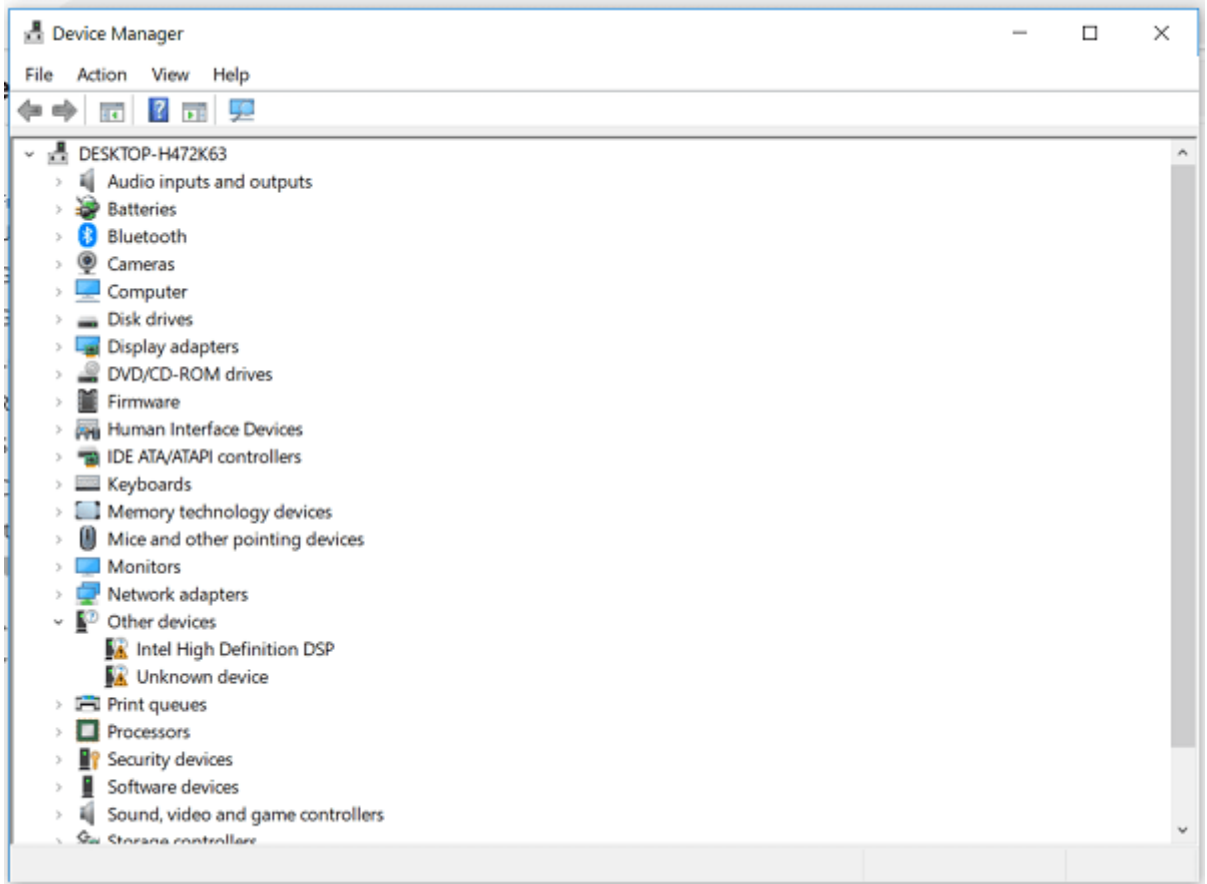 Device Manager
File Action View Help
DESKTOP-H472K63
Audio inputs and outputs
Batteries
Bluetooth
Cameras
Computer
Disk drives
Display adapters
DVD/CD-ROM drives
Firmware
Human Interface Devices
IDE ATA/ATAPI controllers
Keyboards
Memory technology devices
Mice and other pointing devices
Monitors
Network adapters
Other devices
Intel High Definition DSP
Unknown device
Print queues
Processors
Security devices
Software devices
Sound, video and game controllers
Storage controllers